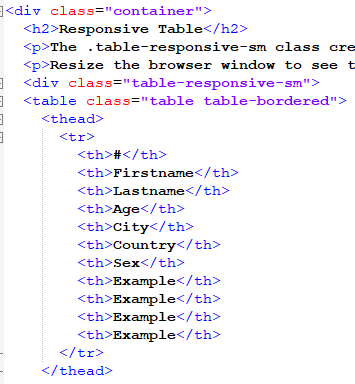 <div class="container">
<h2>Responsive Table</h2>
<p>The .table-responsive-sm class cre
<p>Resize the browser window to see t
<div class="table-responsive-sm">
<table class="table table-bordered">
<thead>
<tr>
<th>#</th>
<th>Firstname</th>
<th>Lastname</th>
<th>Age</th>
<th>City</th>
<th>Country</th>
<th>Sex</th>
<th>Example</th>
<th>Example</th>
<th>Example</th>
<th>Example</th>
</tr>
</thead>